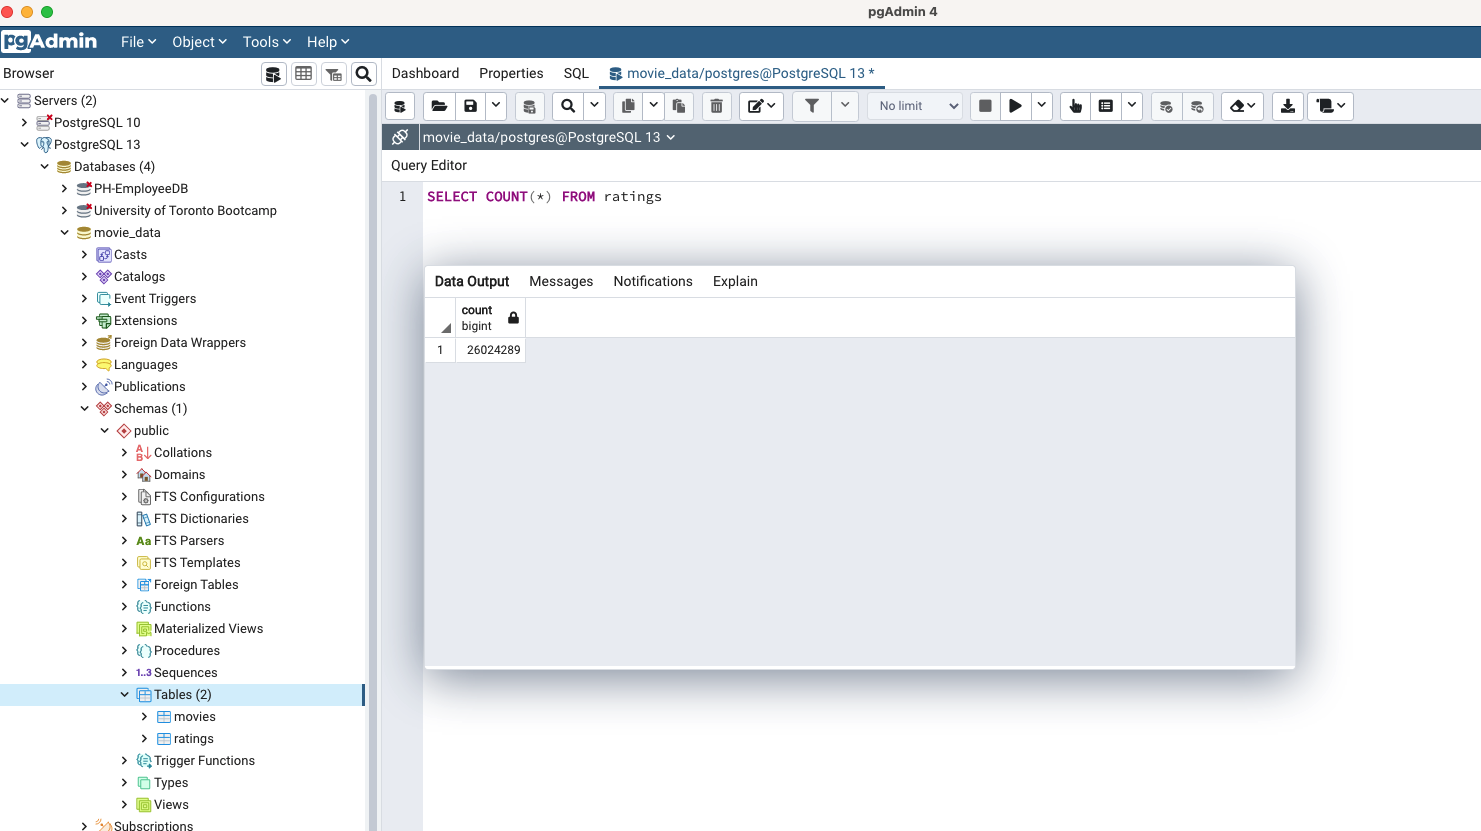 pgAdmin 4
pgAdmin File Object Tools Help
Browser
Dashboard Properties SQL movie_data/postgres@PostgreSQL 13 *
No limit
movie_data/postgres@PostgreSQL 13
Query Editor
1 SELECT COUNT(*) FROM ratings
Data Output Messages Notifications Explain
count
bigint
1 26024289
Servers (2)
PostgreSQL 10
PostgreSQL 13
Databases (4)
PH-EmployeeDB
University of Toronto Bootcamp
movie_data
Casts
Catalogs
Event Triggers
Extensions
Foreign Data Wrappers
Languages
Publications
Schemas (1)
public
Collations
Domains
FTS Configurations
FTS Dictionaries
Aa FTS Parsers
FTS Templates
Foreign Tables
Functions
Materialized Views
Procedures
1..3 Sequences
Tables (2)
movies
ratings
Trigger Functions
Types
Views
Subscriptions